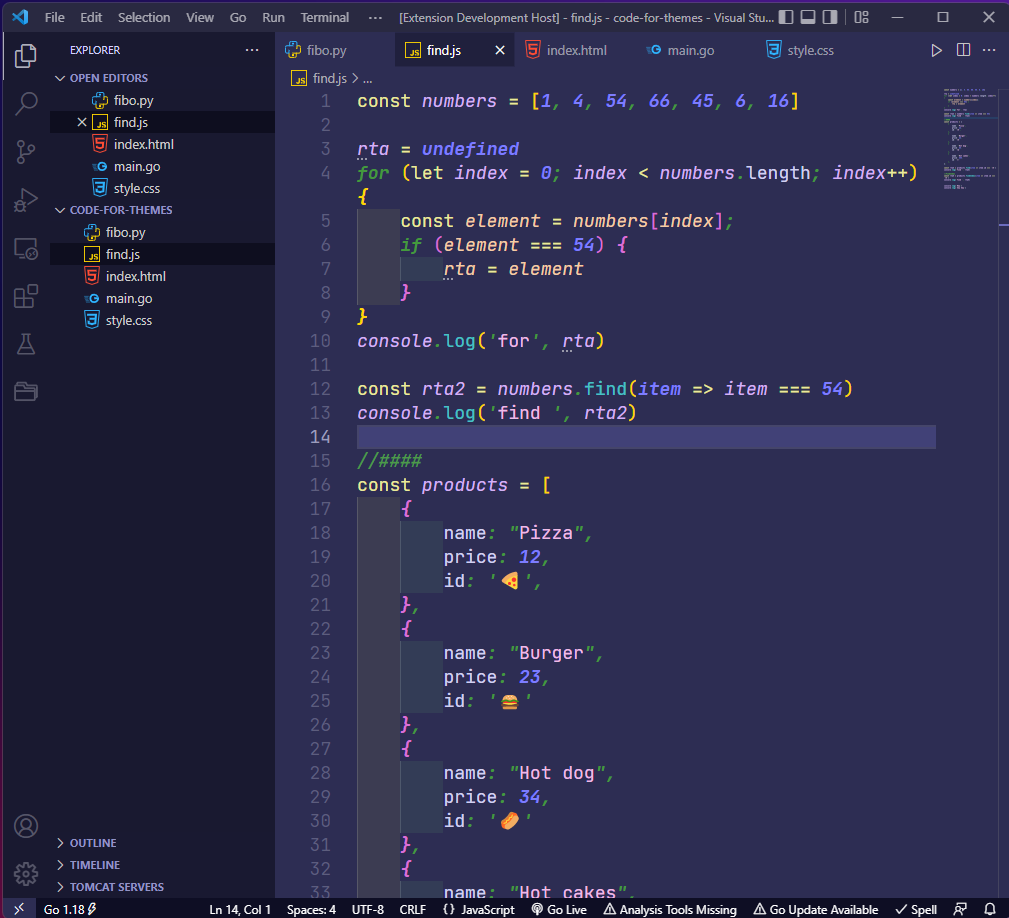 File Edit Selection View Go Run Terminal ··· [Extension Development Host] - find.js - code-for-themes - Visual Stu...
EXPLORER ···
OPEN EDITORS
fibo.py
find.js
index.html
main.go
style.css
CODE-FOR-THEMES
fibo.py
find.js
index.html
main.go
style.css
OUTLINE
TIMELINE
TOMCAT SERVERS
fibo.py find.js index.html main.go style.css ···
find.js > ...
1 const numbers = [1, 4, 54, 66, 45, 6, 16]
2
3 rta = undefined
4 for (let index = 0; index < numbers.length; index++)
{
5 const element = numbers[index];
6 if (element === 54) {
7 rta = element
8 }
9 }
10 console.log('for', rta)
11
12 const rta2 = numbers.find(item => item === 54)
13 console.log('find ', rta2)
14
15 //####
16 const products = [
17 {
18 name: "Pizza",
19 price: 12,
20 id: '🍕',
21 },
22 {
23 name: "Burger",
24 price: 23,
25 id: '🍔'
26 },
27 {
28 name: "Hot dog",
29 price: 34,
30 id: '🌭'
31 },
32 {
33 name: "Hot cakes",
Go 1.18 Ln 14, Col 1 Spaces: 4 UTF-8 CRLF {} JavaScript Go Live Analysis Tools Missing Go Update Available Spell